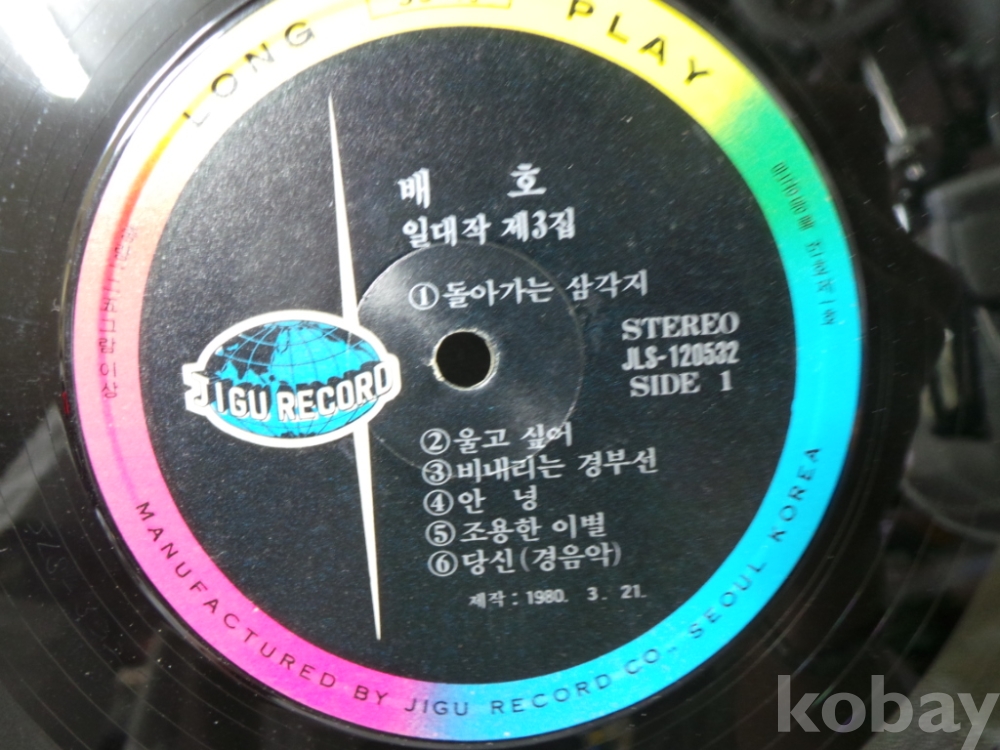 LONG PLAY
배 호
일대작 제3집
①돌아가는 삼각지
STEREO
JLS-120532
SIDE 1
JIGU RECORD
②울고 싶어
③비내리는 경부선
④안 녕
⑤조용한 이별
⑥당신(경음악)
제작: 1980. 3. 21.
MANUFACTURED BY JIGU RECORD CO., SEOUL KOREA
kobay